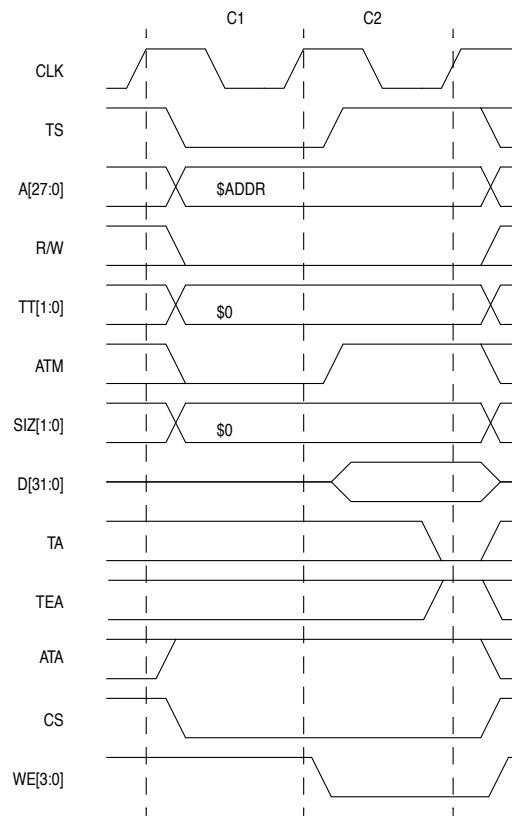 C1 C2
CLK
TS
A[27:0] $ADDR
R/W
TT[1:0] $0
ATM
SIZ[1:0] $0
D[31:0]
TA
TEA
ATA
CS
WE[3:0]